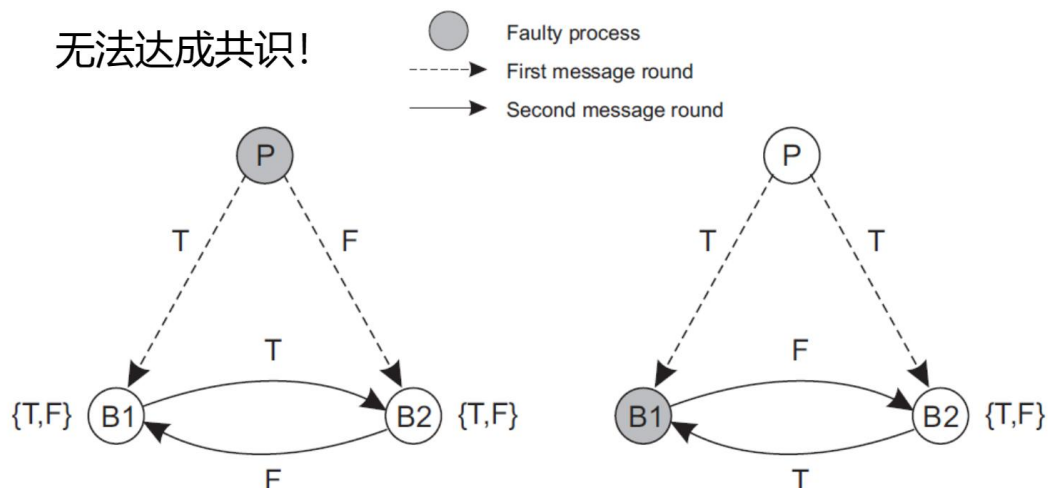 无法达成共识!
Faulty process
First message round
Second message round
P
T
F
T
{T,F}
B1
B2
{T,F}
F
P
T
T
F
B1
B2
{T,F}
T